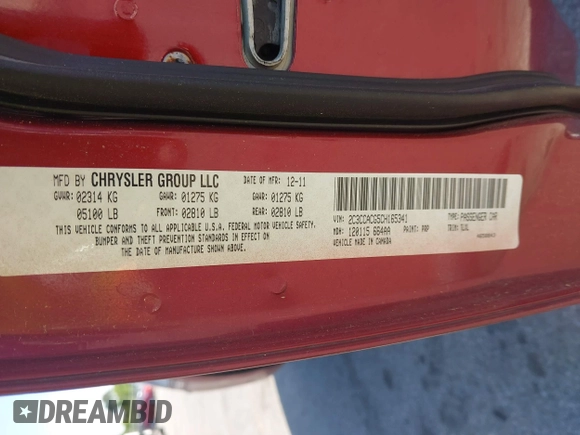 MFD BY CHRYSLER GROUP LLC DATE OF MFR: 12-11
GVWR: 02314 KG GAWR: 01275 KG GAWR: 01275 KG
05100 LB FRONT: 02810 LB REAR: 02810 LB
THIS VEHICLE CONFORMS TO ALL APPLICABLE U.S.A. FEDERAL MOTOR VEHICLE SAFETY,
BUMPER AND THEFT PREVENTION STANDARDS IN EFFECT ON
THE DATE OF MANUFACTURE SHOWN ABOVE.
VIN: 2C3CCACG5CH165341 TYPE: PASSENGER CAR
MDH: 120115 664AA PAINT: PRP TRIM:
VEHICLE MADE IN CANADA
DREAMBID